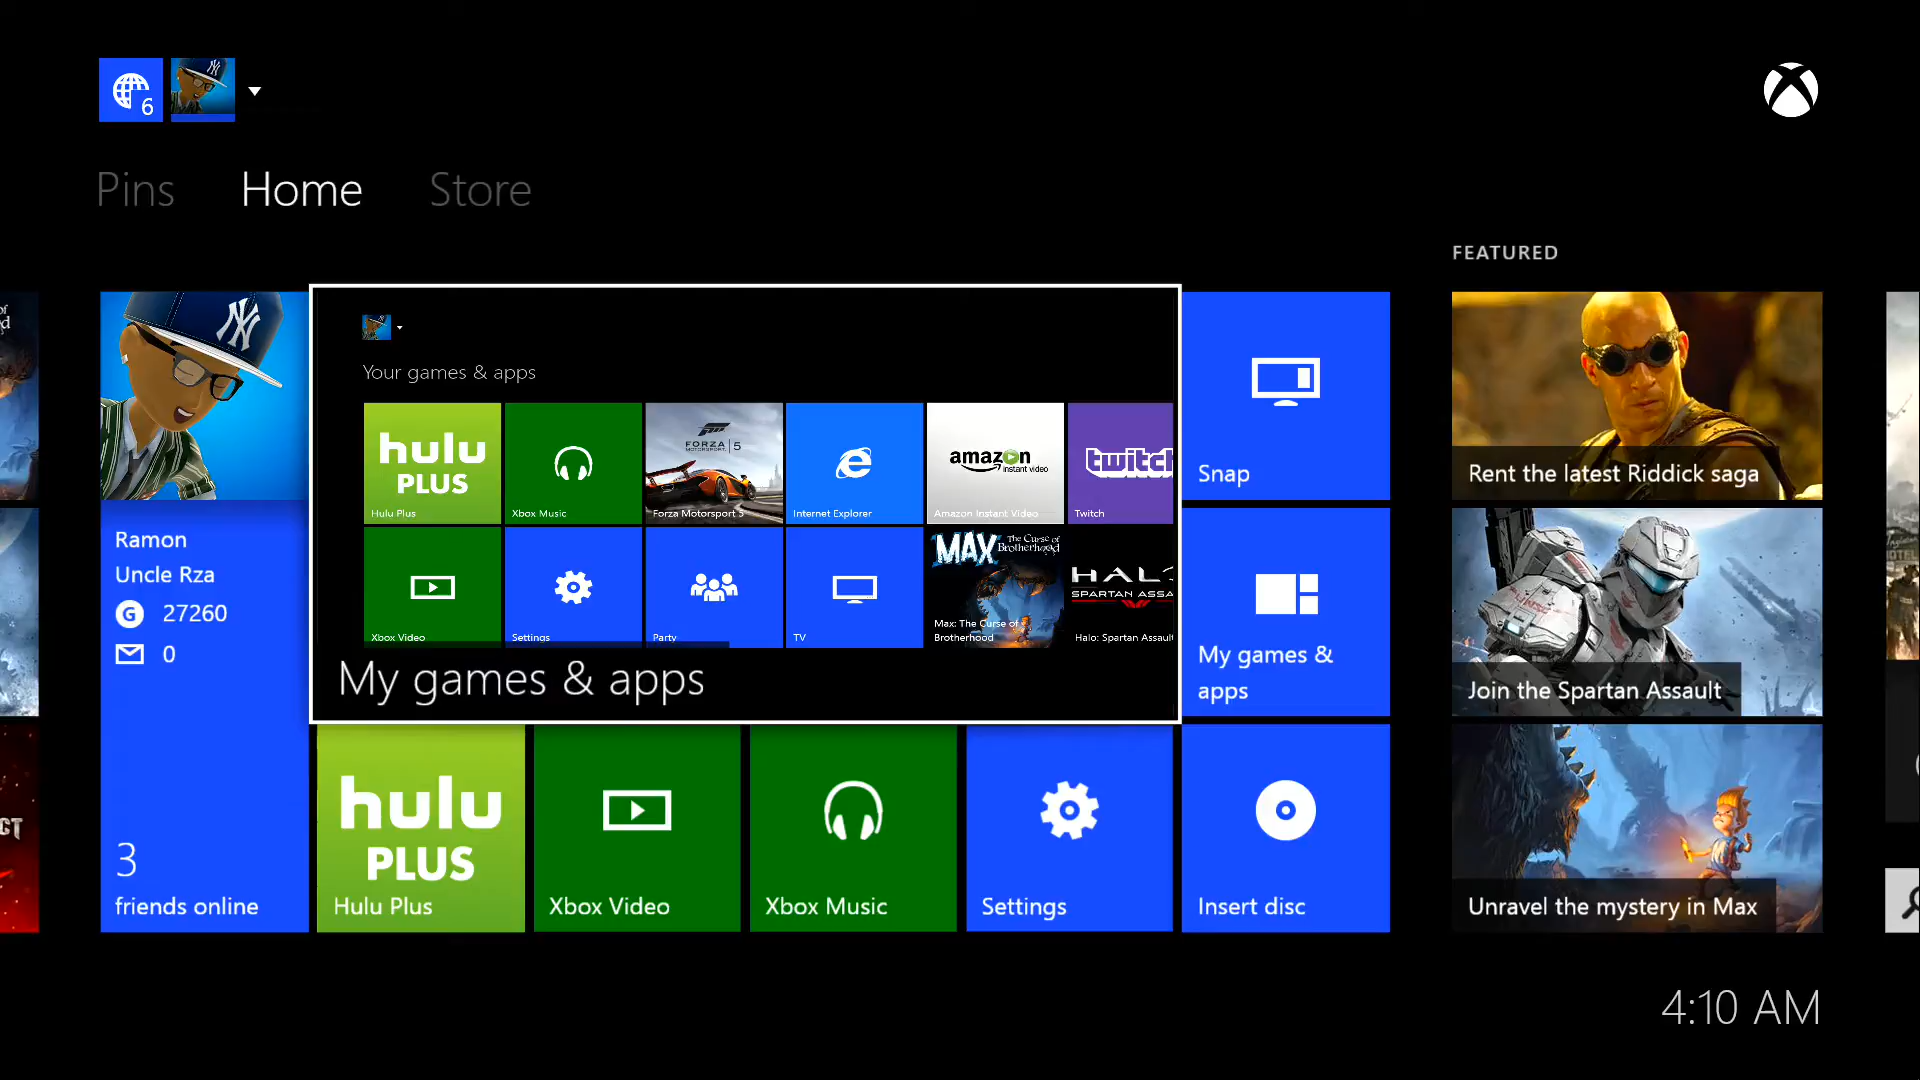 6
Pins Home Store
FEATURED
Your games & apps
hulu
PLUS
Hulu Plus
Xbox Music
FORZA 5
MOTORSPORT
Forza Motorsport 5
Internet Explorer
amazon
instant video
Amazon Instant Video
twitch
Twitch
Xbox Video
Settings
Party
TV
MAX The Curse of
Brotherhood
Max: The Curse of
Brotherhood
HALO
SPARTAN ASSA
Halo: Spartan Assault
My games & apps
Snap
My games &
apps
Rent the latest Riddick saga
Join the Spartan Assault
Unravel the mystery in Max
Ramon
Uncle Rza
G 27260
0
3
friends online
hulu
PLUS
Hulu Plus
Xbox Video
Xbox Music
Settings
Insert disc
4:10 AM